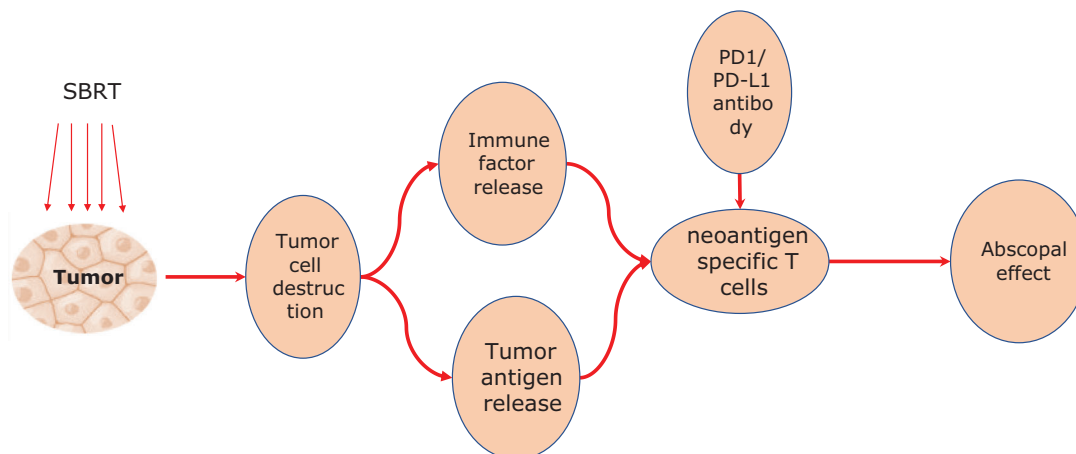 SBRT
Tumor
Tumor
cell
destruc
tion
Immune
factor
release
Tumor
antigen
release
PD1/
PD-L1
antibo
dy
neoantigen
specific T
cells
Abscopal
effect